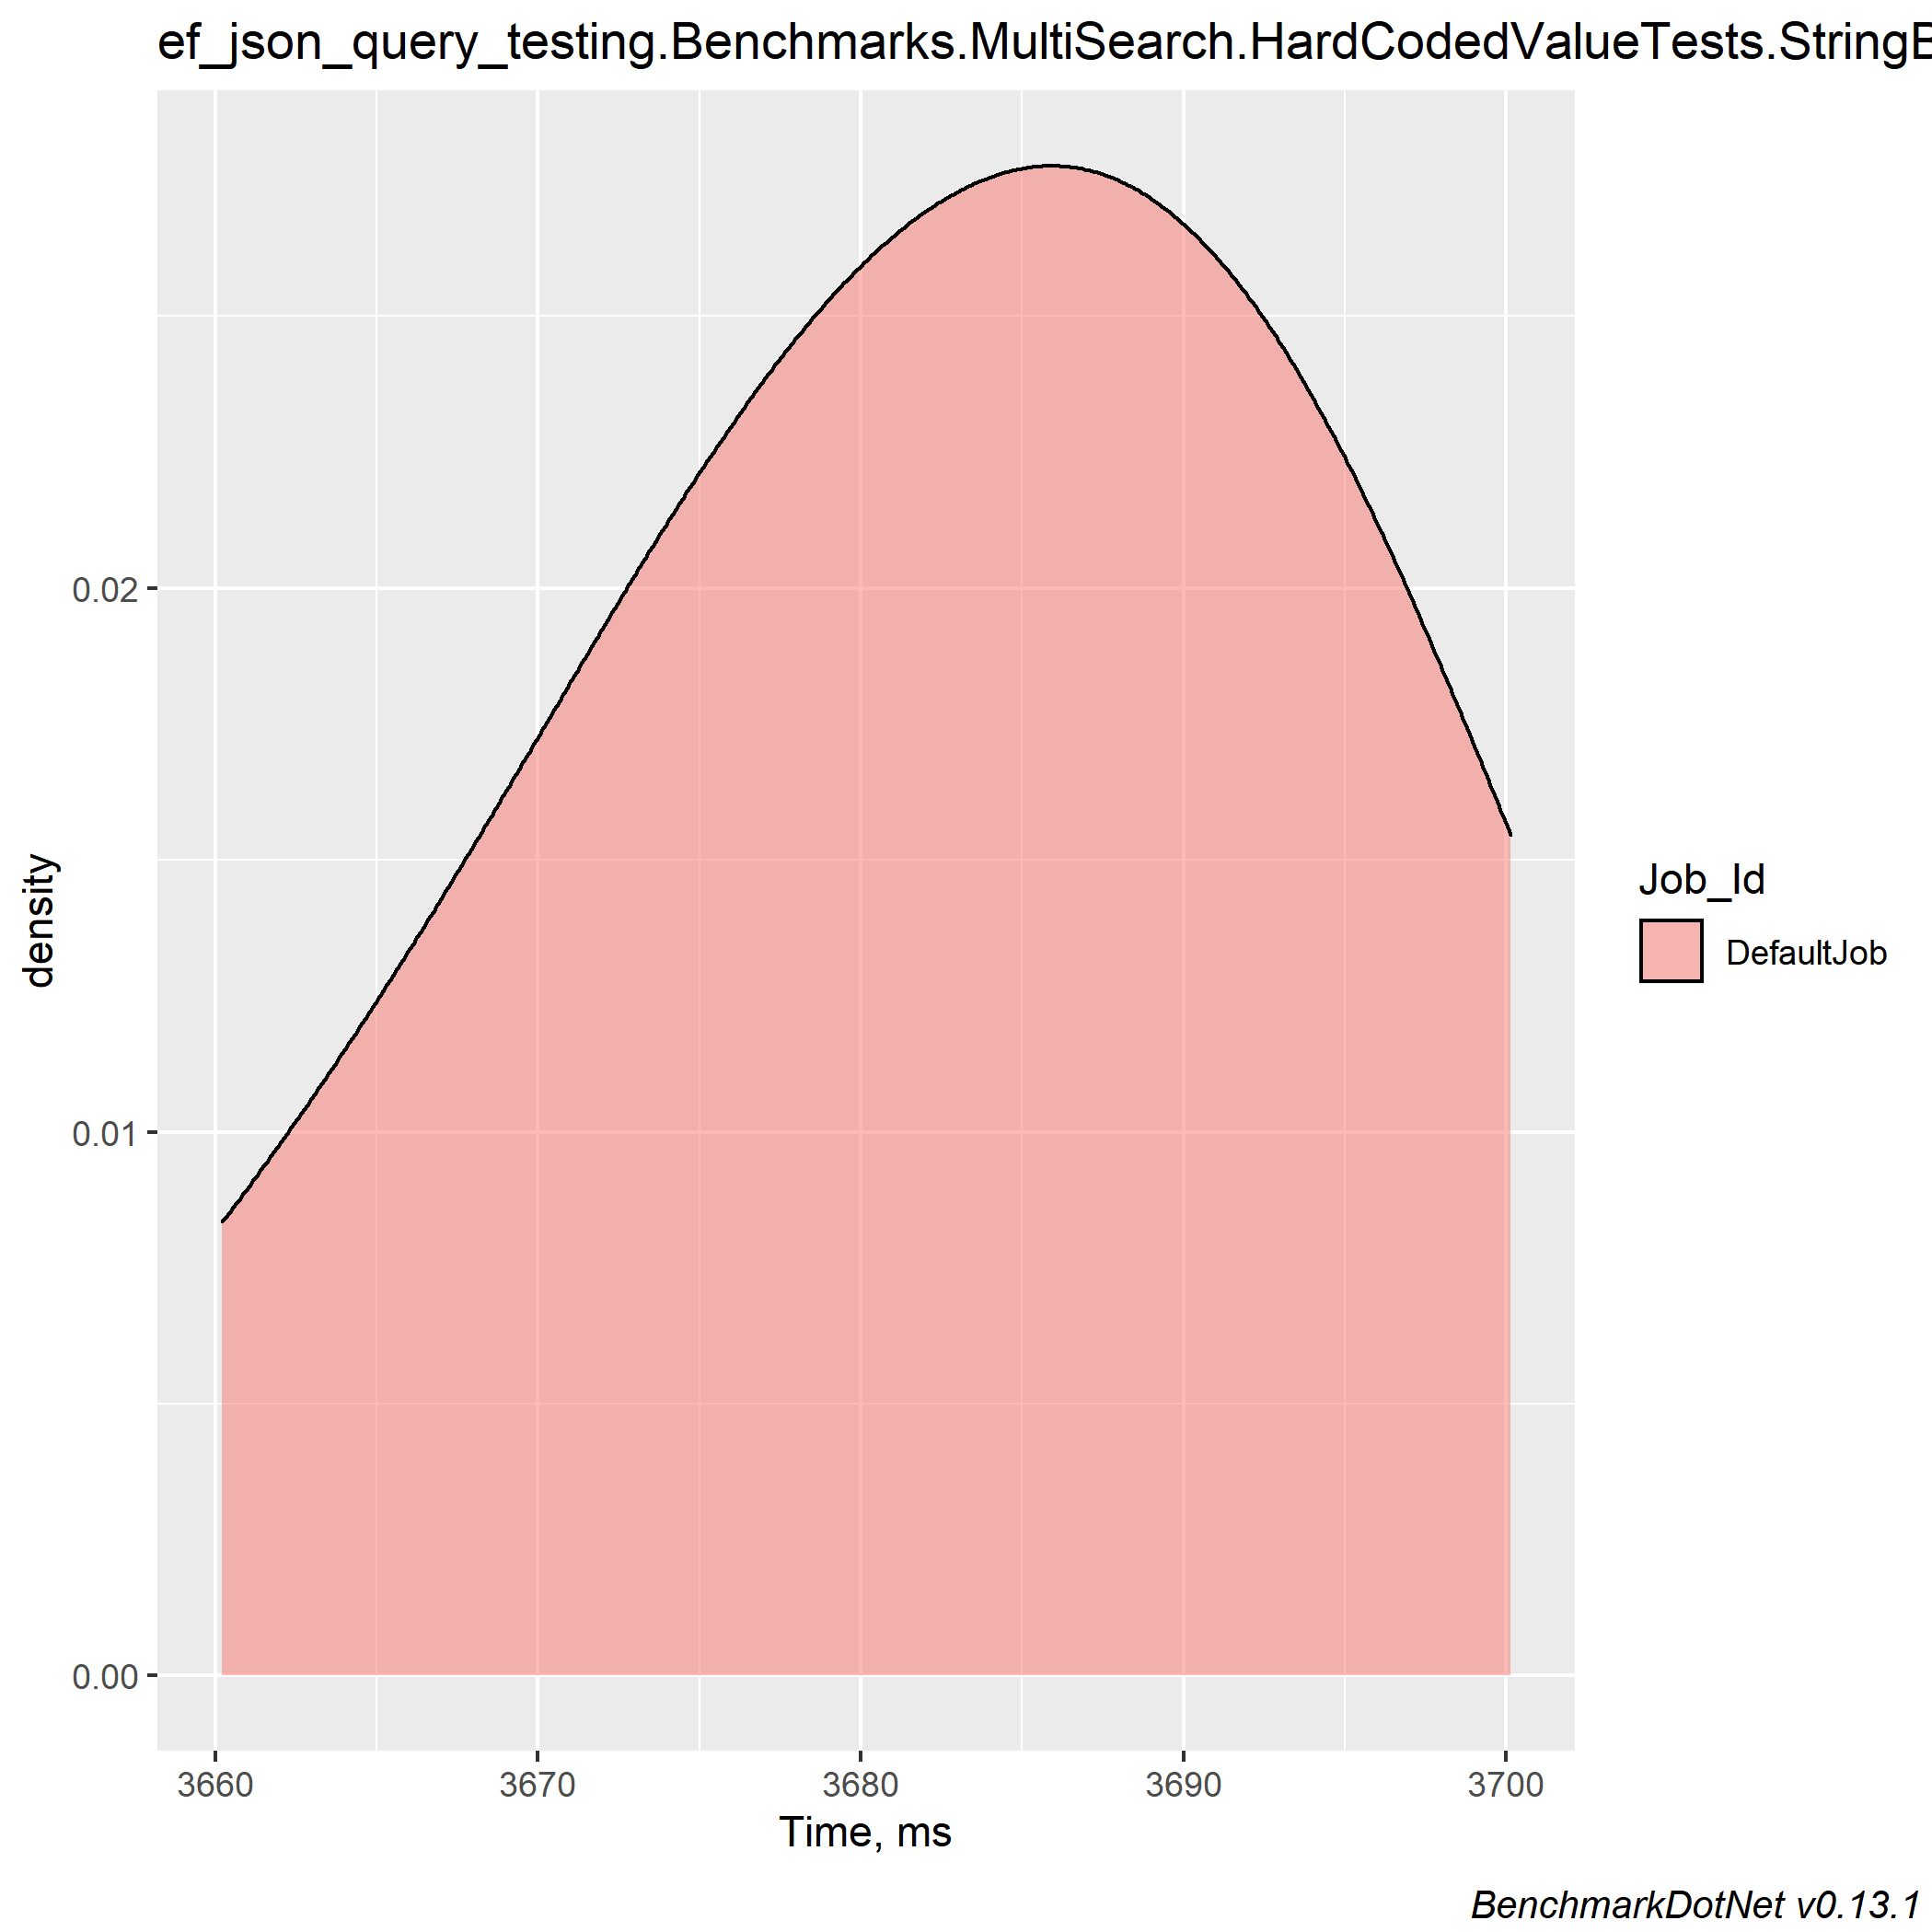 ef_json_query_testing.Benchmarks.MultiSearch.HardCodedValueTests.
density
0.02
0.01
0.00
3660 3670 3680 3690 3700
Time, ms
Job_Id
DefaultJob
BenchmarkDotNet v0.13.1